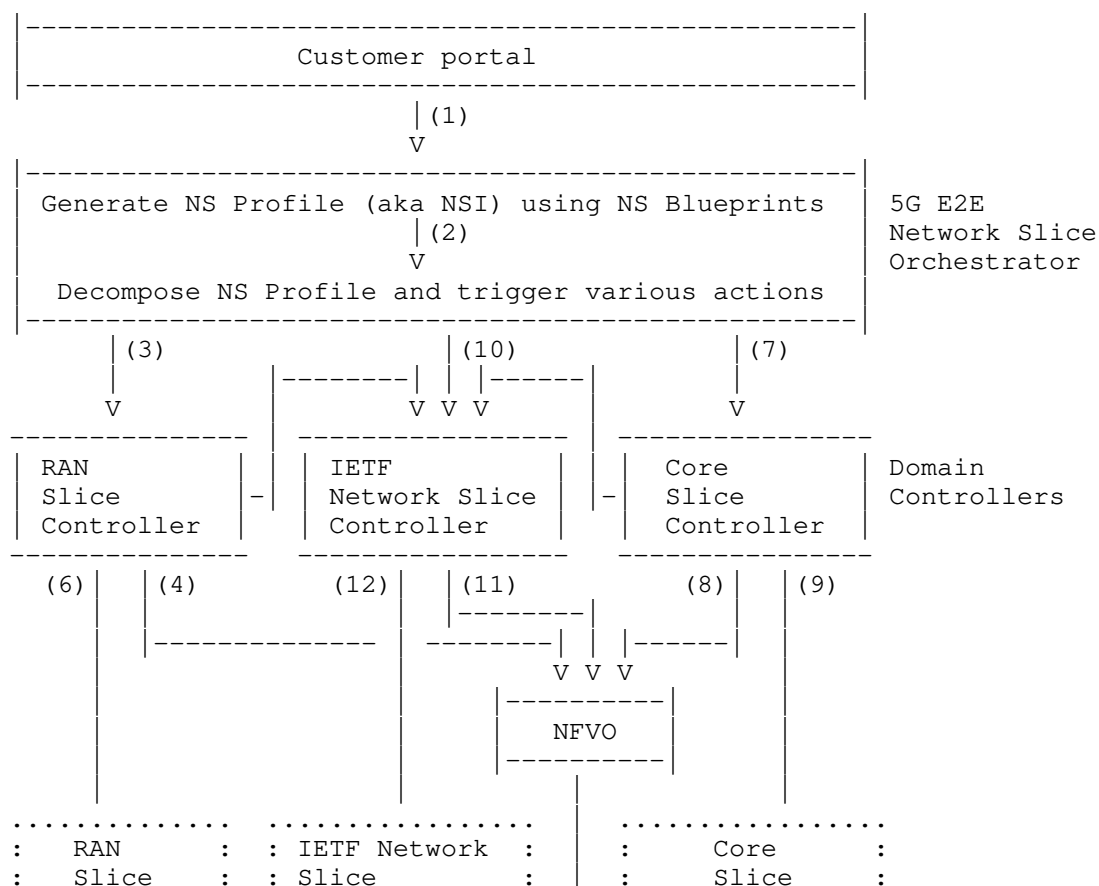 Customer portal
(1)
V
Generate NS Profile (aka NSI) using NS Blueprints 5G E2E
(2) Network Slice
V Orchestrator
Decompose NS Profile and trigger various actions
(3) (10) (7)
V V V V V
RAN IETF Core Domain
Slice Network Slice Slice Controllers
Controller Controller Controller
(6) (4) (12) (11) (8) (9)
V V V
NFVO
: RAN : : IETF Network : : Core :
: Slice : : Slice : : Slice :